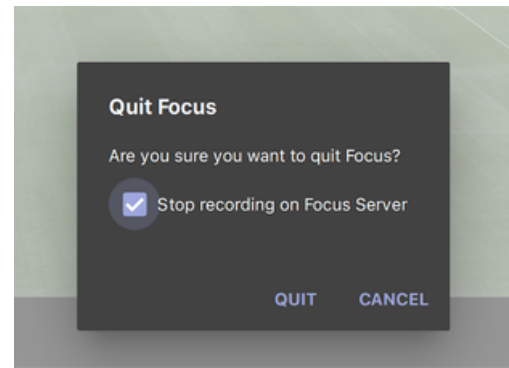 Quit Focus
Are you sure you want to quit Focus?
Stop recording on Focus Server
QUIT CANCEL